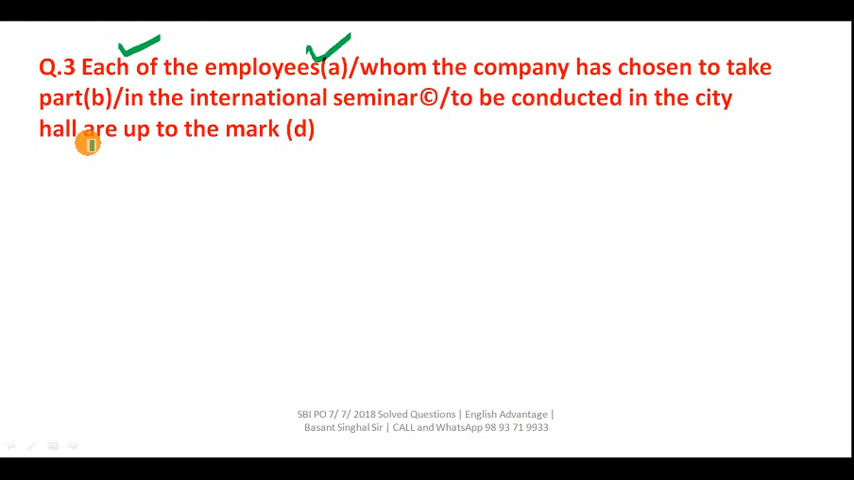 Q.3 Each of the employees(a)/whom the company has chosen to take
part(b)/in the international seminar©/to be conducted in the city
hall are up to the mark (d)
SBI PO 7/ 7/ 2018 Solved Questions | English Advantage |
Basant Singhal Sir | CALL and WhatsApp 98 93 71 9933